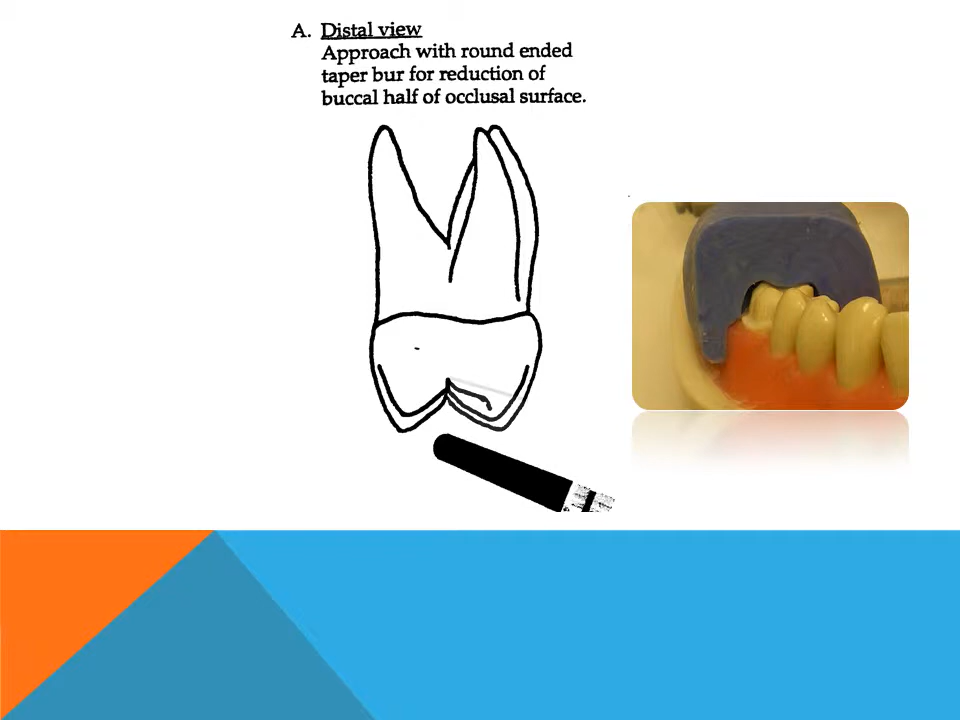 A. Distal view
Approach with round ended
taper bur for reduction of
buccal half of occlusal surface.